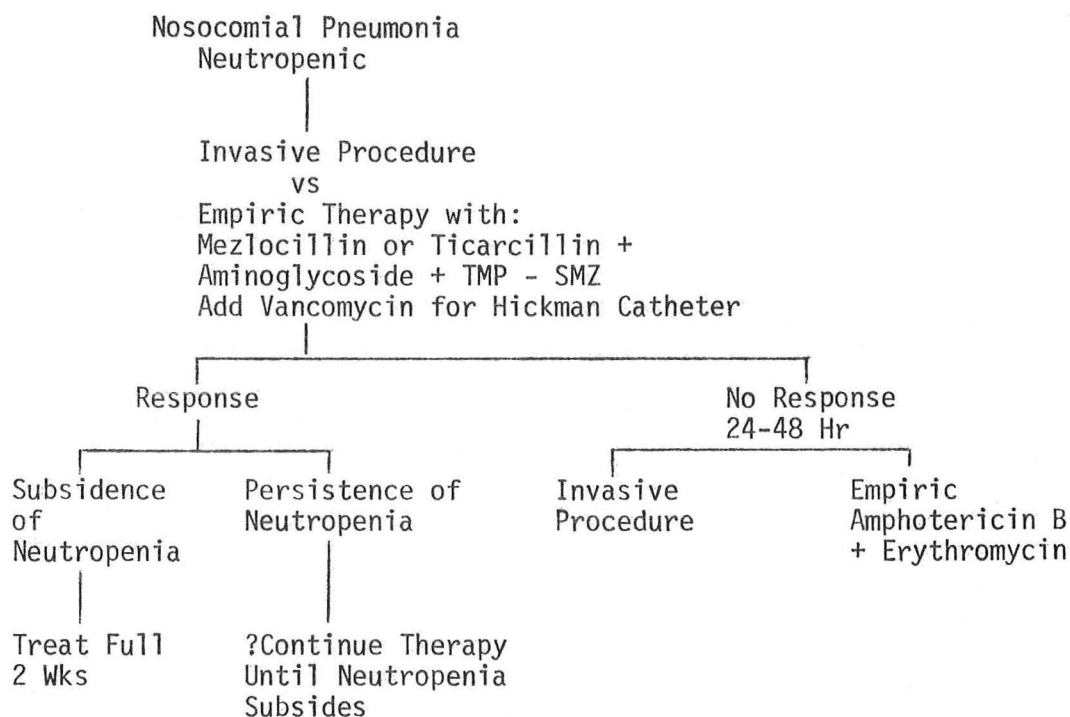 Nosocomial Pneumonia
Neutropenic
Invasive Procedure
vs
Empiric Therapy with:
Mezlocillin or Ticarcillin +
Aminoglycoside + TMP - SMZ
Add Vancomycin for Hickman Catheter
Response
No Response
24-48 Hr
Subsidence
of
Neutropenia
Persistence of
Neutropenia
Invasive
Procedure
Empiric
Amphotericin B
+ Erythromycin
Treat Full
2 Wks
?Continue Therapy
Until Neutropenia
Subsides